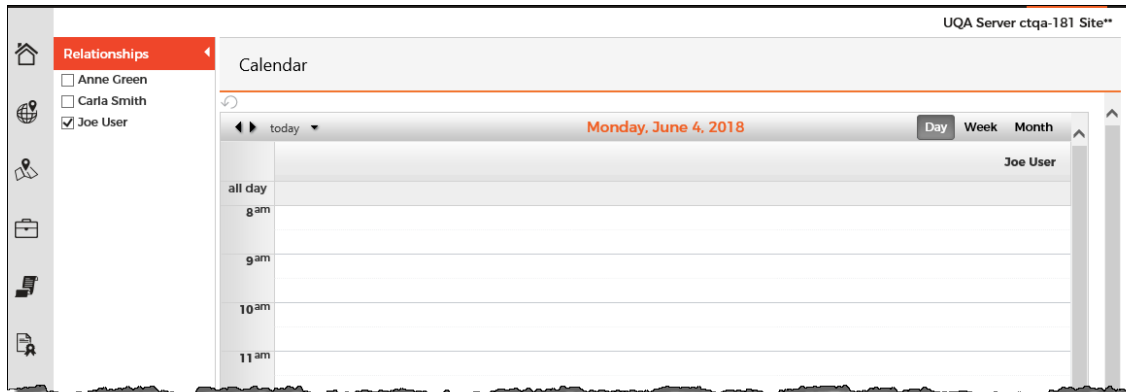 UQA Server ctqa-181 Site**
Relationships
Anne Green
Carla Smith
Joe User
Calendar
today
Monday, June 4, 2018
Day Week Month
Joe User
all day
8am
9am
10am
11am